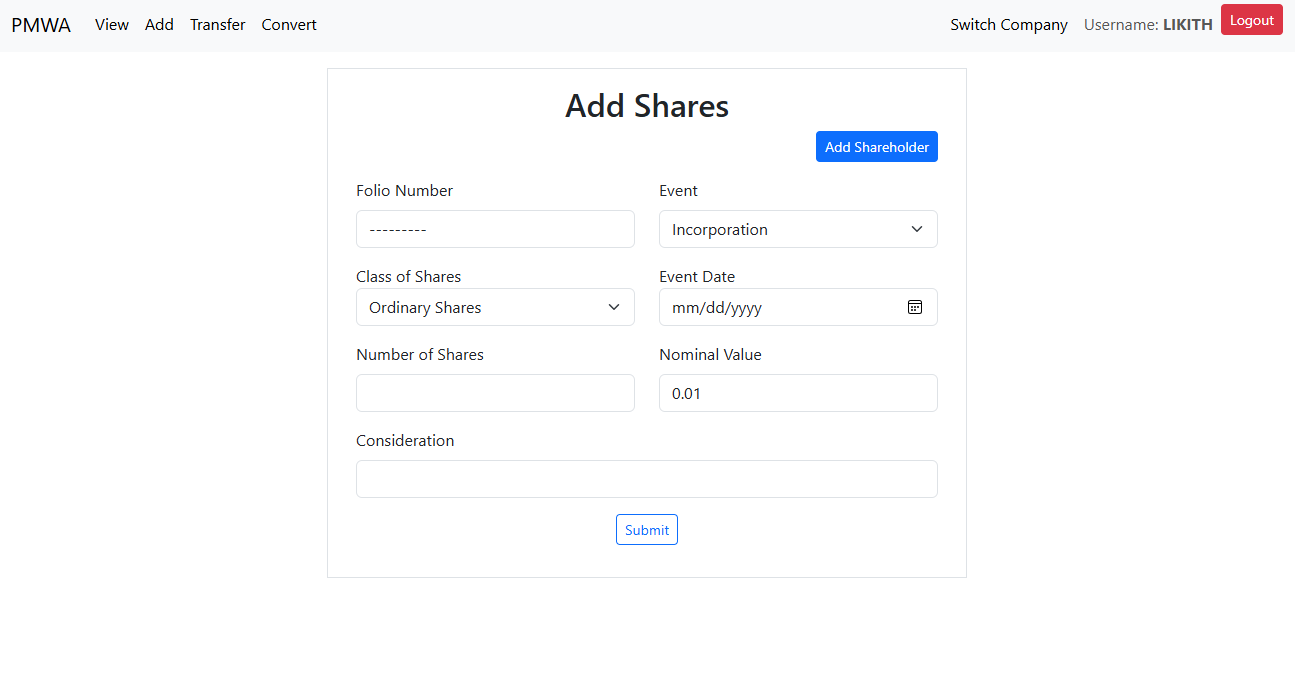 PMWA View Add Transfer Convert Switch Company Username: LIKITH Logout
Add Shares
Add Shareholder
Folio Number Event
--------- Incorporation
Class of Shares Event Date
Ordinary Shares mm/dd/yyyy
Number of Shares Nominal Value
0.01
Consideration
Submit